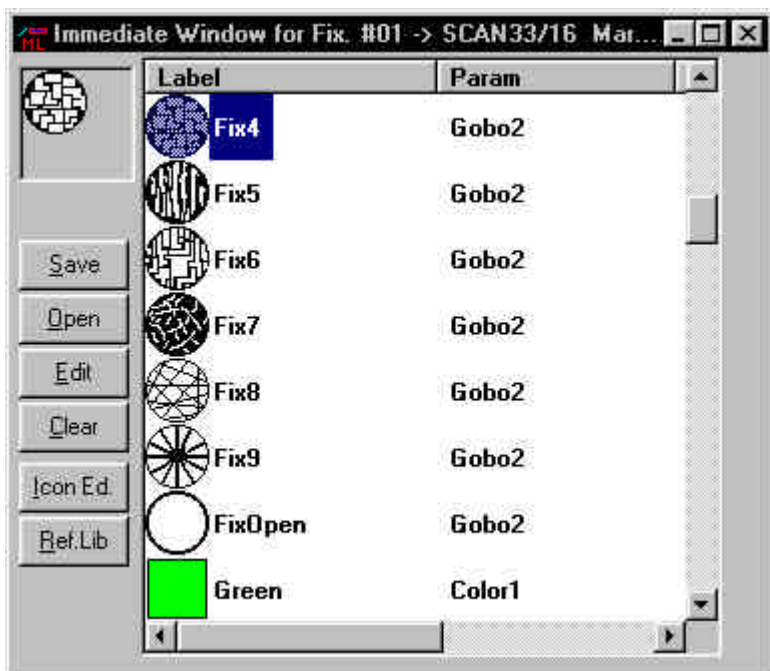 ML Immediate Window for Fix. #01 -> SCAN33/16 Mar...
Label Param
Fix4 Gobo2
Fix5 Gobo2
Save Fix6 Gobo2
Open Fix7 Gobo2
Edit Fix8 Gobo2
Clear Fix9 Gobo2
Icon Ed.
Ref.Lib FixOpen Gobo2
Green Color1